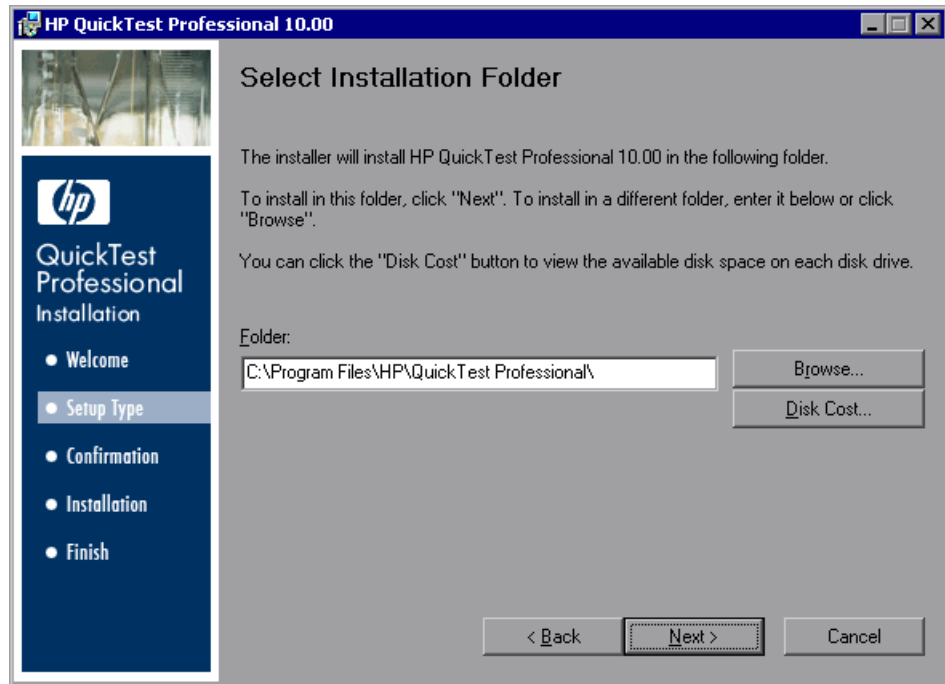 HP QuickTest Professional 10.00
hp
QuickTest
Professional
Installation
Welcome
Setup Type
Confirmation
Installation
Finish
Select Installation Folder
The installer will install HP QuickTest Professional 10.00 in the following folder.
To install in this folder, click "Next". To install in a different folder, enter it below or click
"Browse".
You can click the "Disk Cost" button to view the available disk space on each disk drive.
Folder:
C:\Program Files\HP\QuickTest Professional\
Browse...
Disk Cost...
< Back
Next >
Cancel